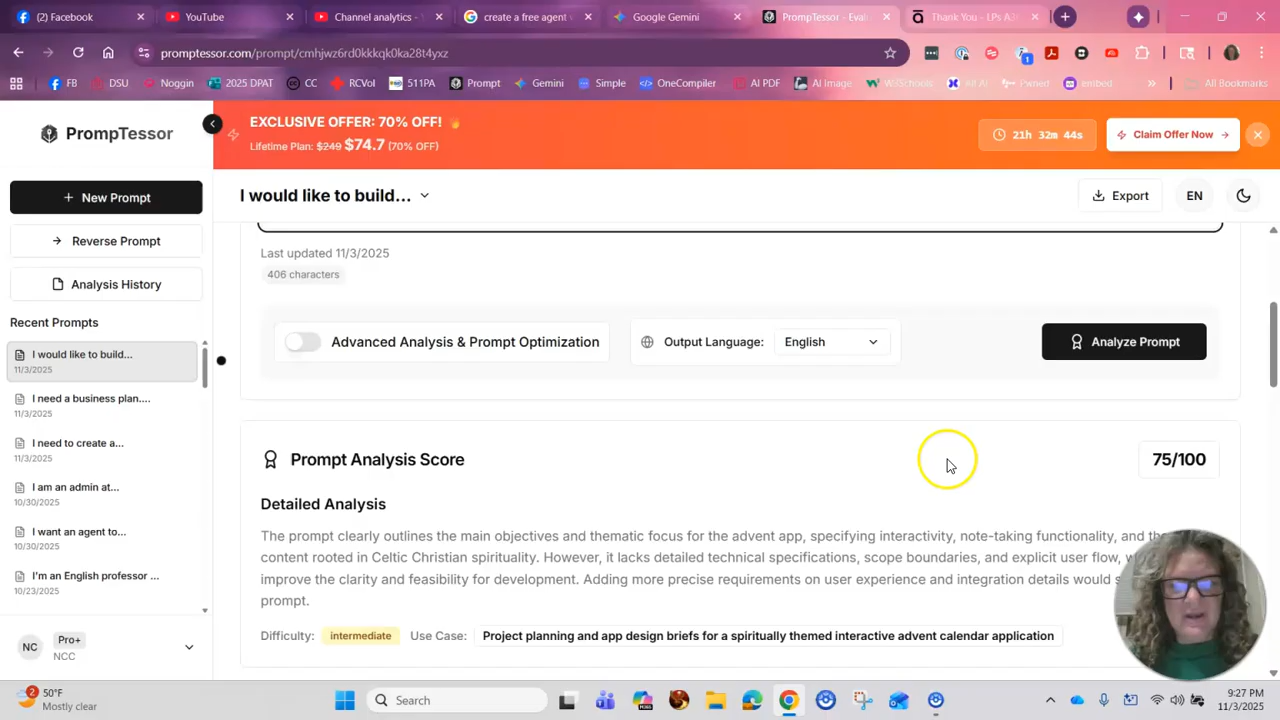 Facebook
YouTube
Channel analytics -
create a free agent
Google Gemini
PrompTessor - Eval
Thank You - LPs A
promptessor.com/prompt/cmhjwz6rd0kkkqk0ka28t4yxz
FB
DSU
Noggin
2025 DPAT
CC
RCVol
511PA
Prompt
Gemini
Simple
OneCompiler
AI PDF
AI Image
W3Schools
Pwned
embed
»
All Bookmarks
PrompTessor
EXCLUSIVE OFFER: 70% OFF! 🔥
Lifetime Plan: $249 $74.7 (70% OFF)
21h 32m 44s
Claim Offer Now →
+ New Prompt
I would like to build...
Export
EN
→ Reverse Prompt
Analysis History
Recent Prompts
I would like to build...
11/3/2025
I need a business plan....
11/3/2025
I need to create a...
11/3/2025
I am an admin at...
10/30/2025
I want an agent to...
10/30/2025
I'm an English professor ...
10/23/2025
NC
Pro+
NCC
Last updated 11/3/2025
406 characters
Advanced Analysis & Prompt Optimization
Output Language:
English
Analyze Prompt
Prompt Analysis Score
75/100
Detailed Analysis
The prompt clearly outlines the main objectives and thematic focus for the advent app, specifying interactivity, note-taking functionality, and
content rooted in Celtic Christian spirituality. However, it lacks detailed technical specifications, scope boundaries, and explicit user flow,
improve the clarity and feasibility for development. Adding more precise requirements on user experience and integration details would
prompt.
Difficulty: intermediate Use Case: Project planning and app design briefs for a spiritually themed interactive advent calendar application
2
50°F
Mostly clear
Search
9:27 PM
11/3/2025